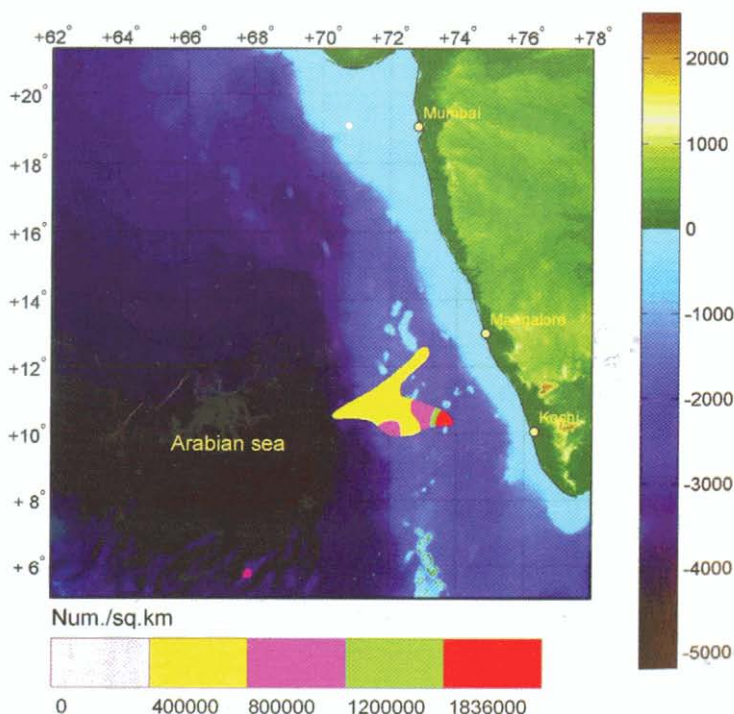 +62° +64° +66° +68° +70° +72° +74° +76° +78°
+20°
+18°
+16°
+14°
+12°
+10°
+ 8°
+ 6°
Mumbai
Mangalore
Kochi
Arabian sea
2000
1000
0
-1000
-2000
-3000
-4000
-5000
Num./sq.km
0 400000 800000 1200000 1836000